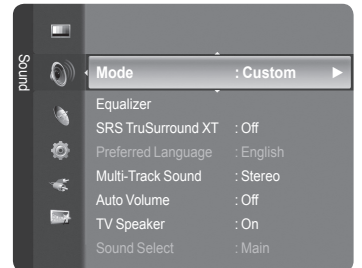 Sound
Mode : Custom
Equalizer
SRS TruSurround XT : Off
Preferred Language : English
Multi-Track Sound : Stereo
Auto Volume : Off
TV Speaker : On
Sound Select : Main